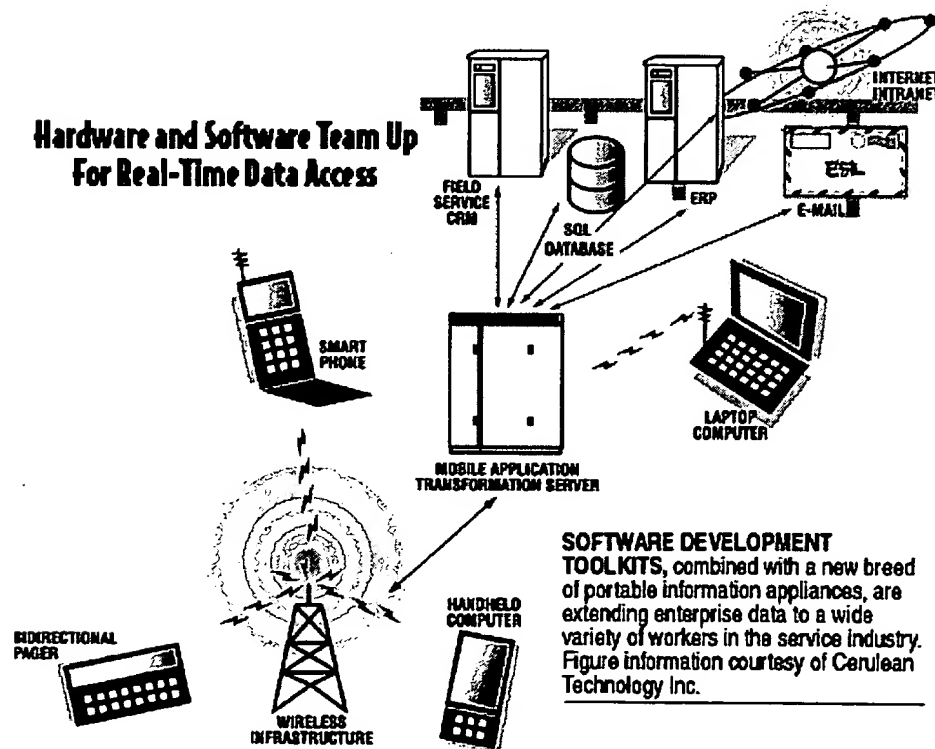 Hardware and Software Team Up
For Real-Time Data Access
INTERNET
INTRANET
FIELD
SERVICE
CRM
SQL
DATABASE
ERP
E-MAIL
SMART
PHONE
LAPTOP
COMPUTER
MOBILE APPLICATION
TRANSFORMATION SERVER
BIDIRECTIONAL
PAGER
WIRELESS
INFRASTRUCTURE
HANDHELD
COMPUTER
SOFTWARE DEVELOPMENT
TOOLKITS, combined with a new breed
of portable information appliances, are
extending enterprise data to a wide
variety of workers in the service industry.
Figure information courtesy of Cerulean
Technology Inc.